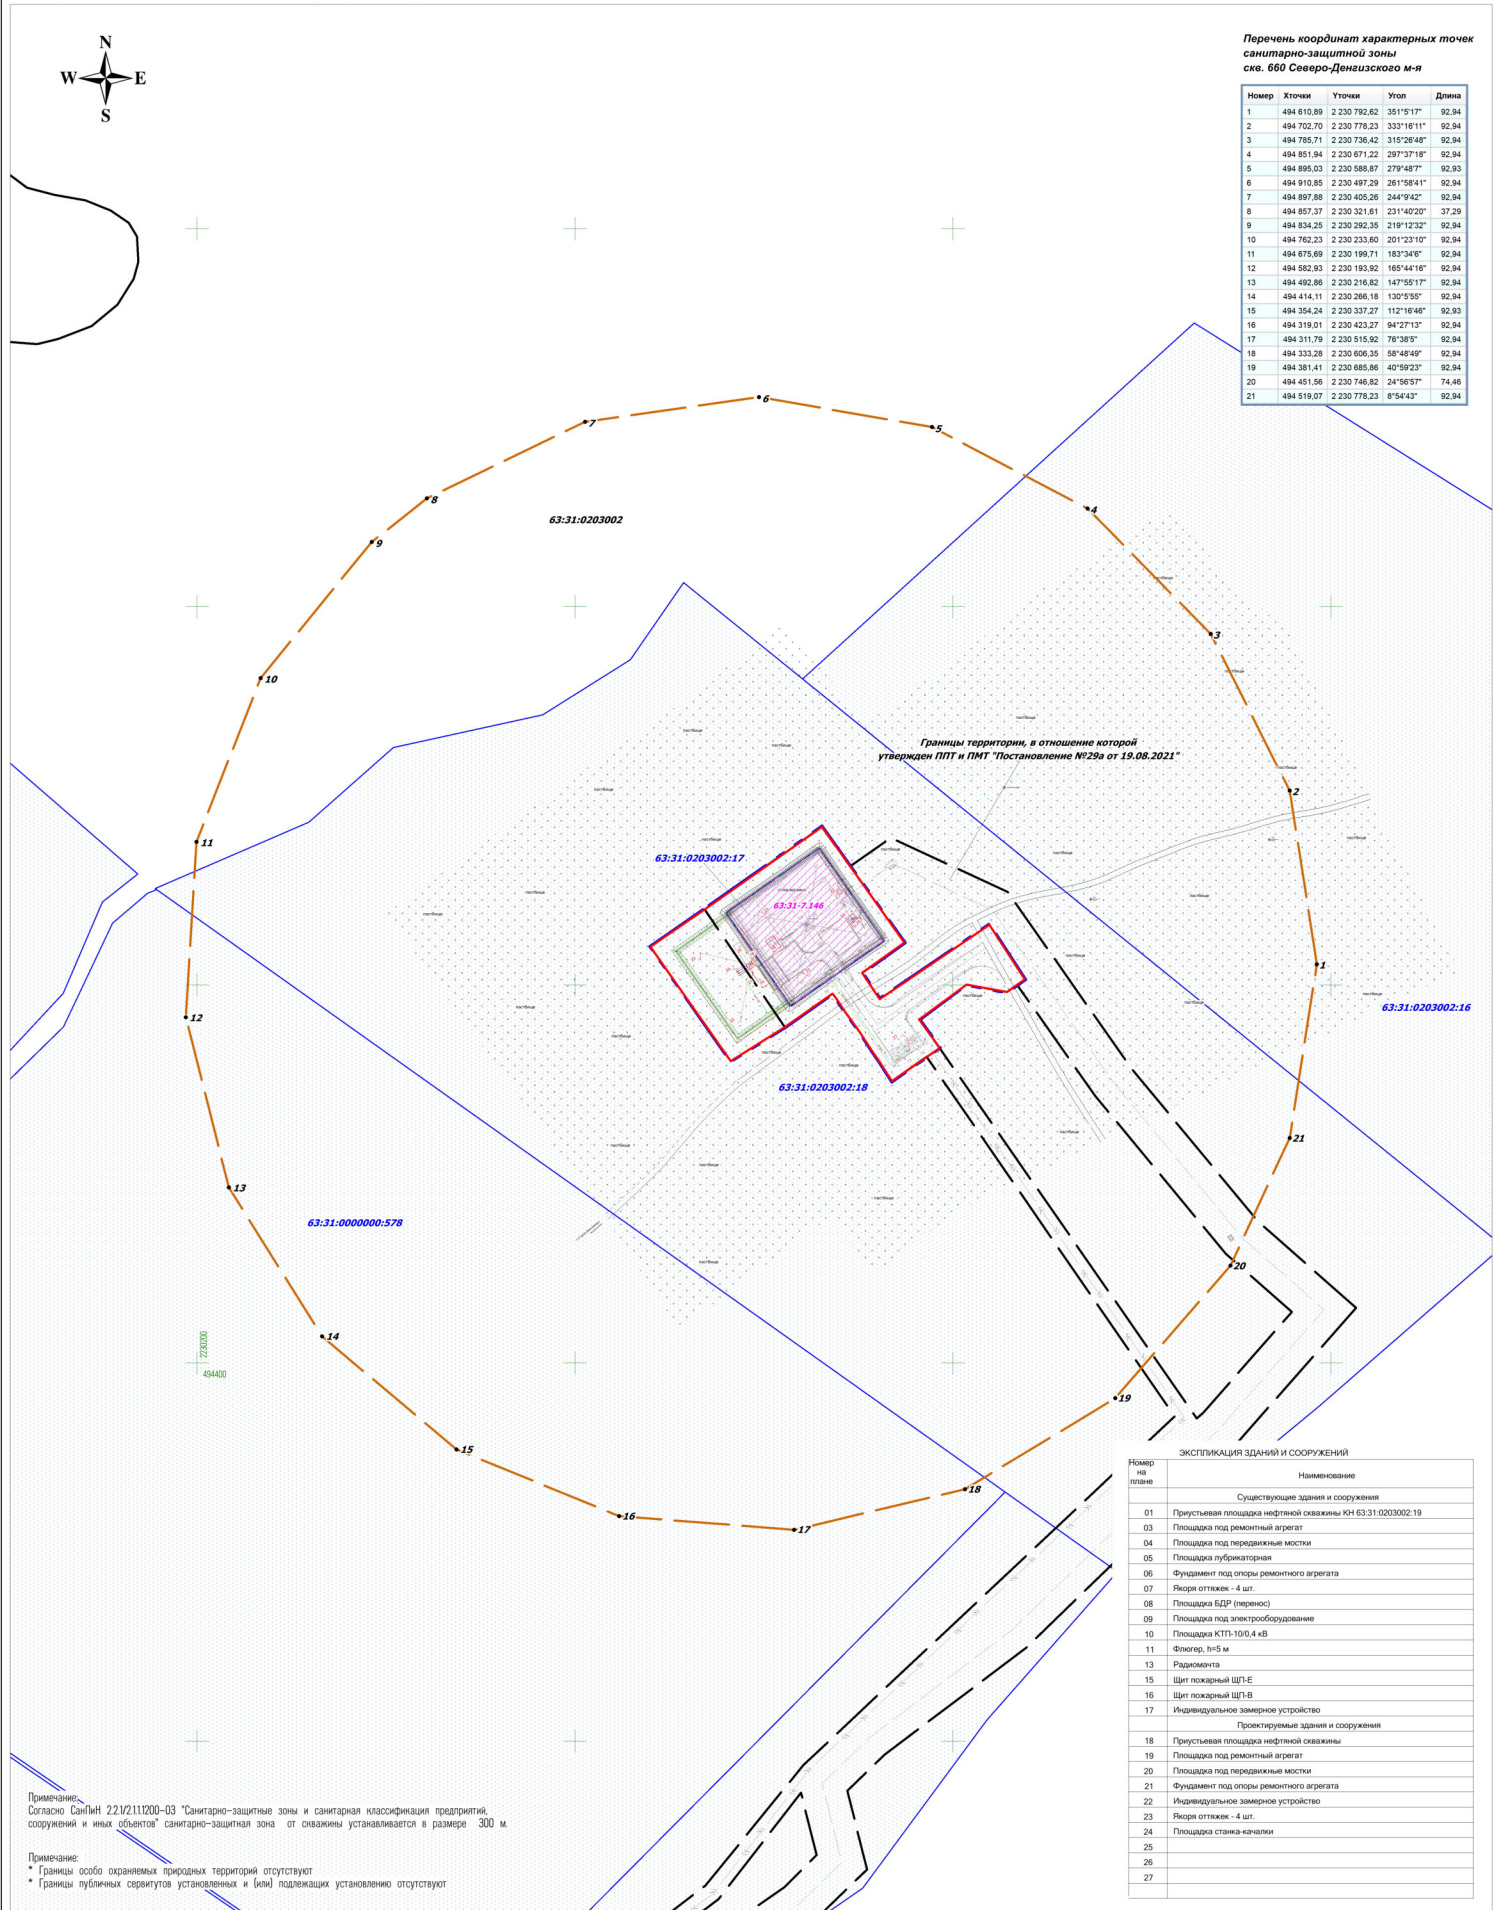 N
W E
S
Перечень координат характерных точек
санитарно-защитной зоны
скв. 660 Северо-Денгизского м-я
Номер Xточки Yточки Угол Длина
1 494 610,89 2 230 792,62 351°5'17" 92,94
2 494 702,70 2 230 778,23 333°16'11" 92,94
3 494 785,71 2 230 736,42 315°26'48" 92,94
4 494 851,94 2 230 671,22 297°37'18" 92,94
5 494 895,03 2 230 588,87 279°48'7" 92,93
6 494 910,85 2 230 497,29 261°58'41" 92,94
7 494 897,88 2 230 405,26 244°9'42" 92,94
8 494 857,37 2 230 321,61 231°40'20" 37,29
9 494 834,25 2 230 292,35 219°12'32" 92,94
10 494 762,23 2 230 233,60 201°23'10" 92,94
11 494 675,69 2 230 199,71 183°34'6" 92,94
12 494 582,93 2 230 193,92 165°44'16" 92,94
13 494 492,86 2 230 216,82 147°55'17" 92,94
14 494 414,11 2 230 266,18 130°5'55" 92,94
15 494 354,24 2 230 337,27 112°16'46" 92,93
16 494 319,01 2 230 423,27 94°27'13" 92,94
17 494 311,79 2 230 515,92 76°38'5" 92,94
18 494 333,28 2 230 606,35 58°48'49" 92,94
19 494 381,41 2 230 685,86 40°59'23" 92,94
20 494 451,56 2 230 746,82 24°56'57" 74,46
21 494 519,07 2 230 778,23 8°54'43" 92,94
6
7
5
8
4
63:31:0203002
9
3
10
Границы территории, в отношение которой
утвержден ППТ и ПМТ "Постановление №29а от 19.08.2021"
2
11
63:31:0203002:17
63:31-7.146
1
63:31:0203002:16
12
63:31:0203002:18
21
13
63:31:0000000:578
20
14
2230200
494400
19
15
18
16
17
ЭКСПЛИКАЦИЯ ЗДАНИЙ И СООРУЖЕНИЙ
Номер
на
плане
Наименование
Существующие здания и сооружения
01 Приустьевая площадка нефтяной скважины КН 63:31:0203002:19
03 Площадка под ремонтный агрегат
04 Площадка под передвижные мостки
05 Площадка лубрикаторная
06 Фундамент под опоры ремонтного агрегата
07 Якоря оттяжек - 4 шт.
08 Площадка БДР (перенос)
09 Площадка под электрооборудование
10 Площадка КТП-10/0,4 кВ
11 Флюгер, h=5 м
13 Радиомачта
15 Щит пожарный ЩП-Е
16 Щит пожарный ЩП-В
17 Индивидуальное замерное устройство
Проектируемые здания и сооружения
18 Приустьевая площадка нефтяной скважины
19 Площадка под ремонтный агрегат
20 Площадка под передвижные мостки
21 Фундамент под опоры ремонтного агрегата
22 Индивидуальное замерное устройство
23 Якоря оттяжек - 4 шт.
24 Площадка станка-качалки
25
26
27
Примечание:
Согласно СанПиН 2.2.1/2.1.1.1200-03 "Санитарно-защитные зоны и санитарная классификация предприятий,
сооружений и иных объектов" санитарно-защитная зона от скважины устанавливается в размере 300 м.
Примечание:
* Границы особо охраняемых природных территорий отсутствуют
* Границы публичных сервитутов установленных и (или) подлежащих установлению отсутствуют